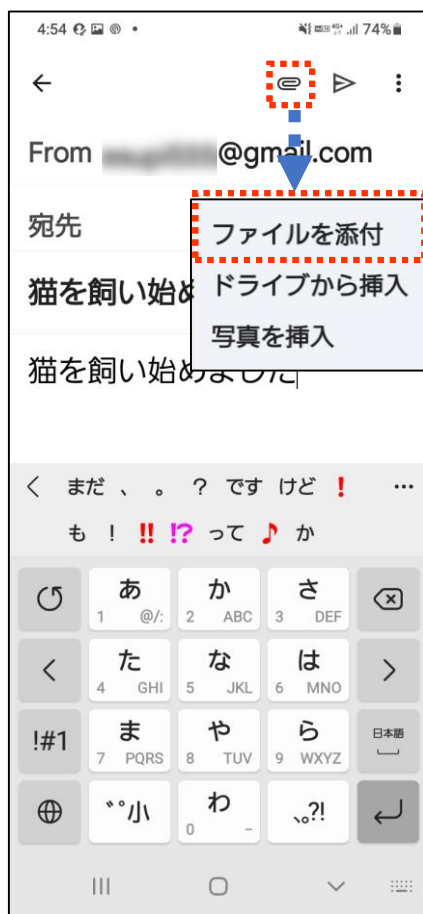 4:54 74%
From @gmail.com
宛先
ファイルを添付
ドライブから挿入
写真を挿入
猫を飼い始め
猫を飼い始めました
まだ 、 。 ? です けど ❗ …
も ! ‼ ⁉ って ♪ か
あ か さ
1 @/: 2 ABC 3 DEF
た な は
4 GHI 5 JKL 6 MNO
!#1 ま や ら 日本語
7 PQRS 8 TUV 9 WXYZ
゛゜小 わ 、。?!
0 _